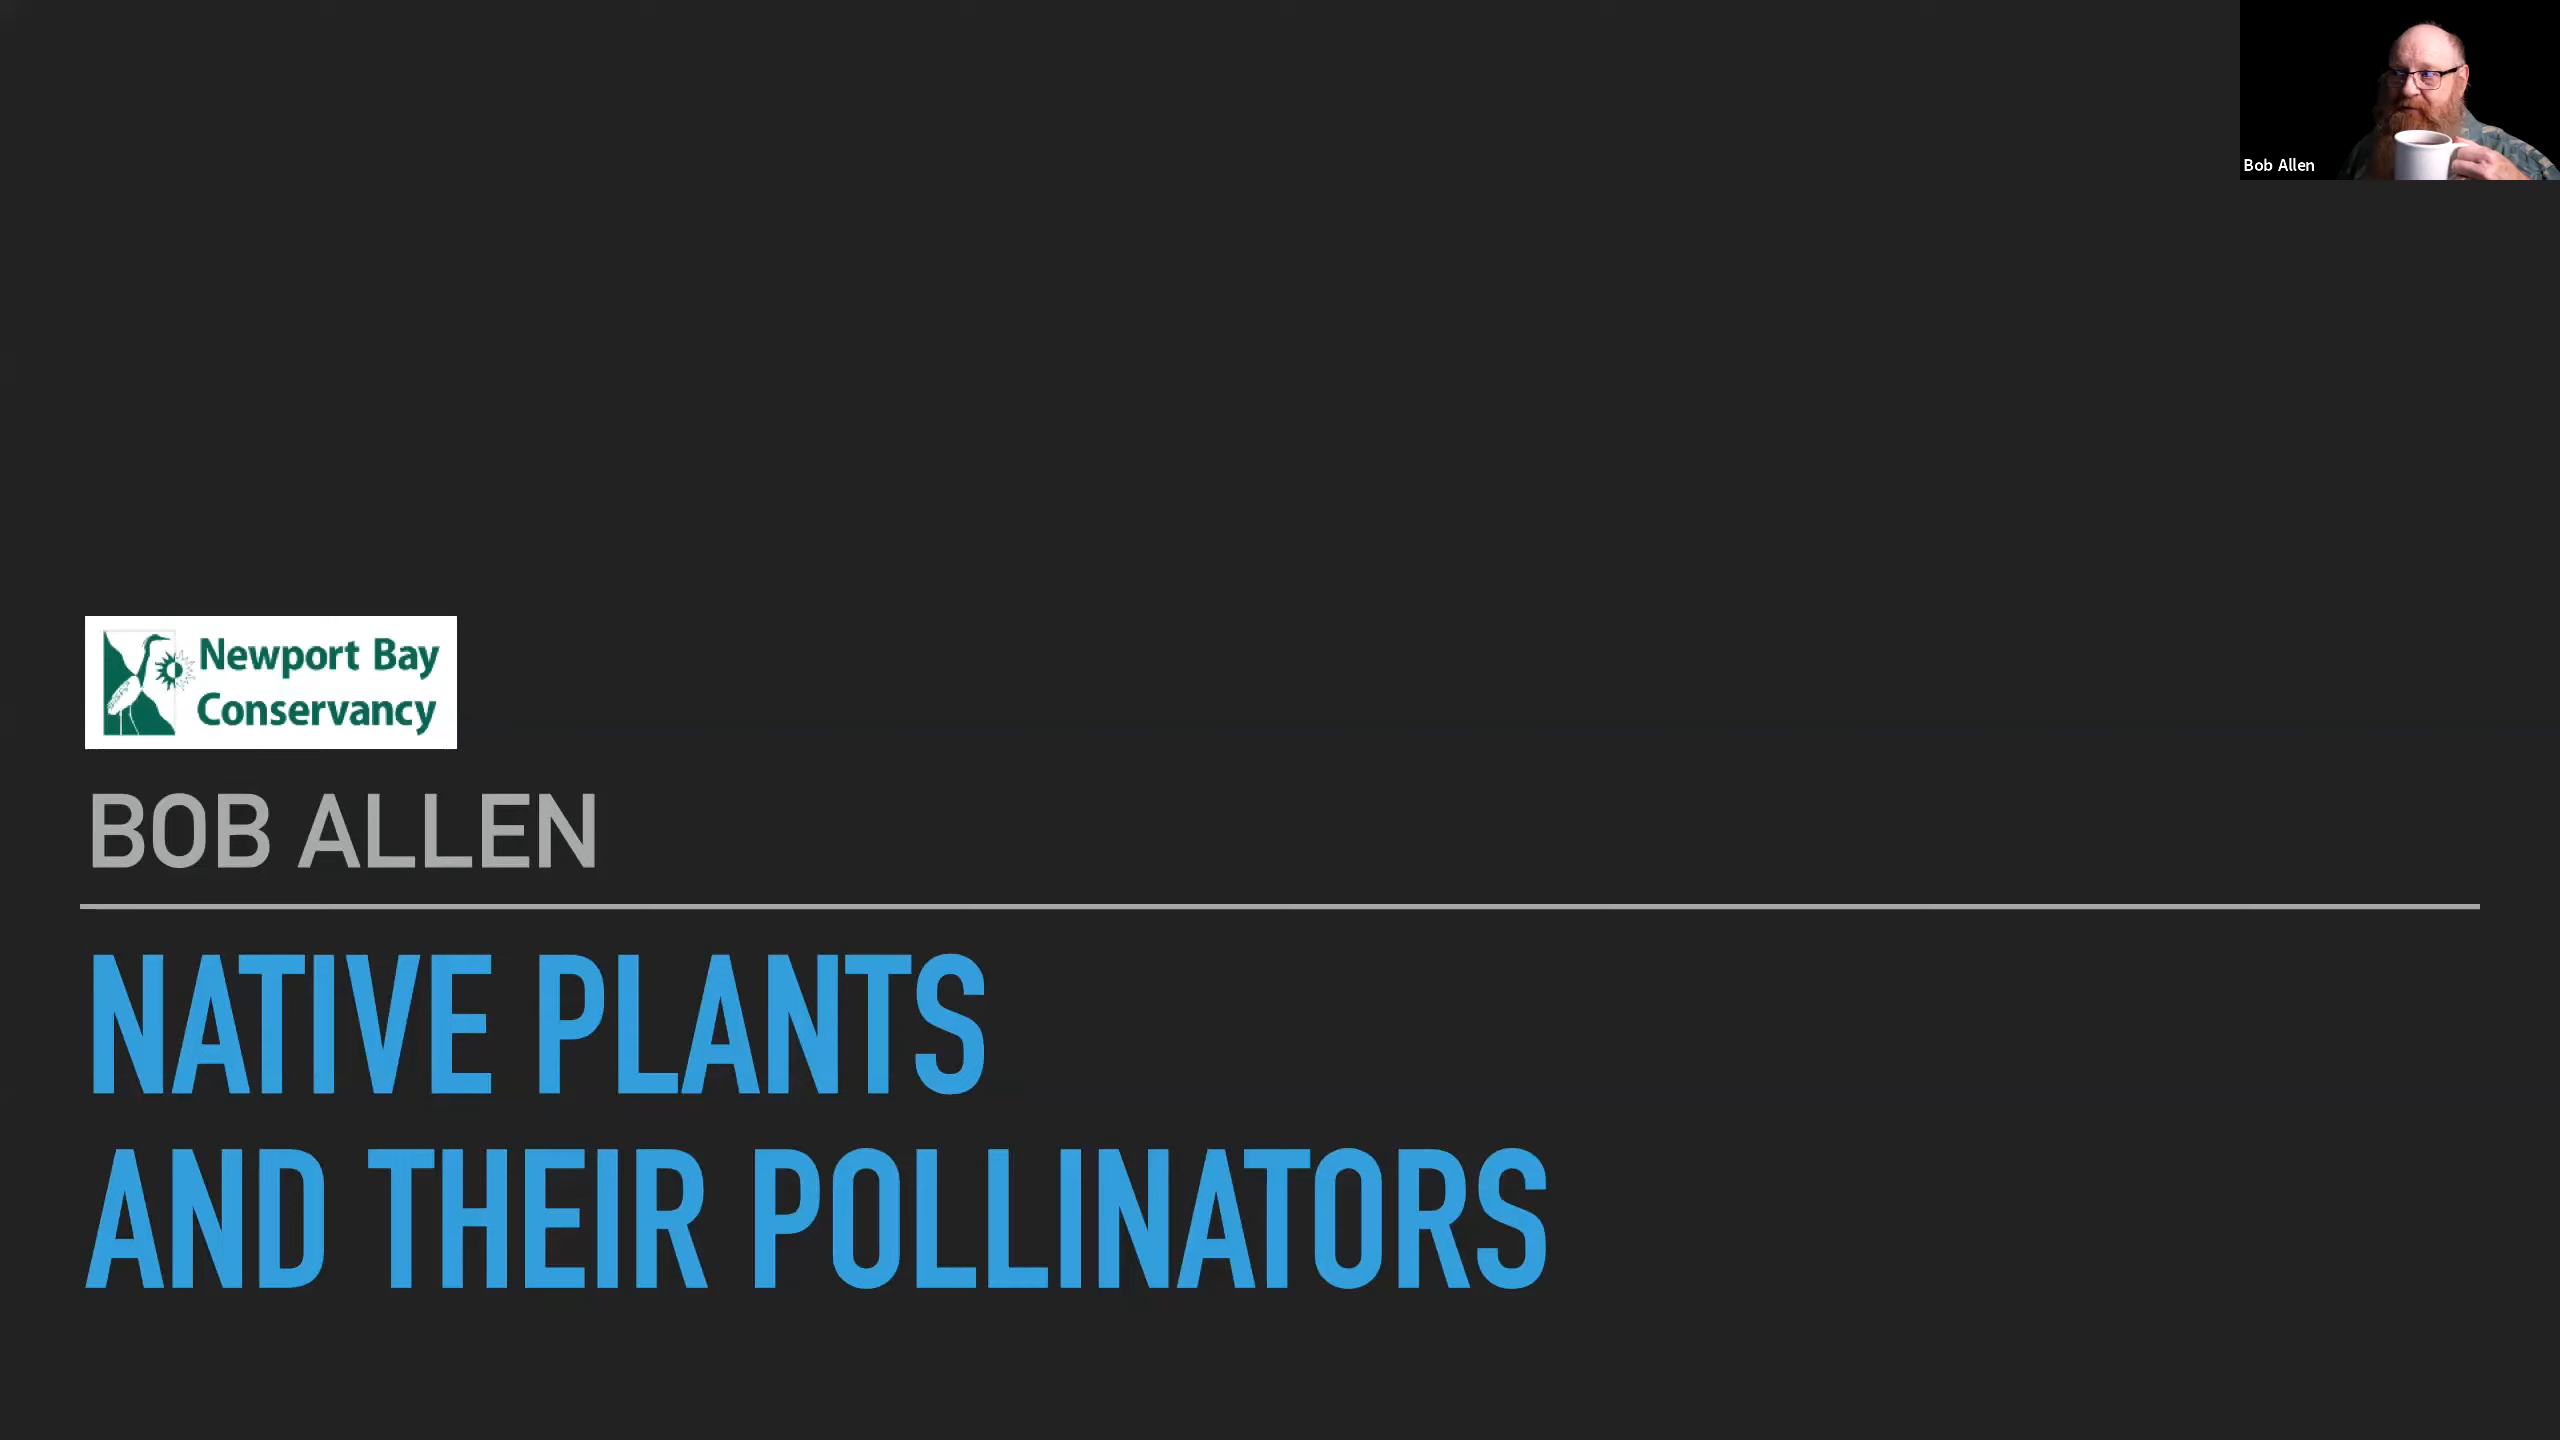 Bob Allen
Newport Bay
Conservancy
BOB ALLEN
NATIVE PLANTS
AND THEIR POLLINATORS